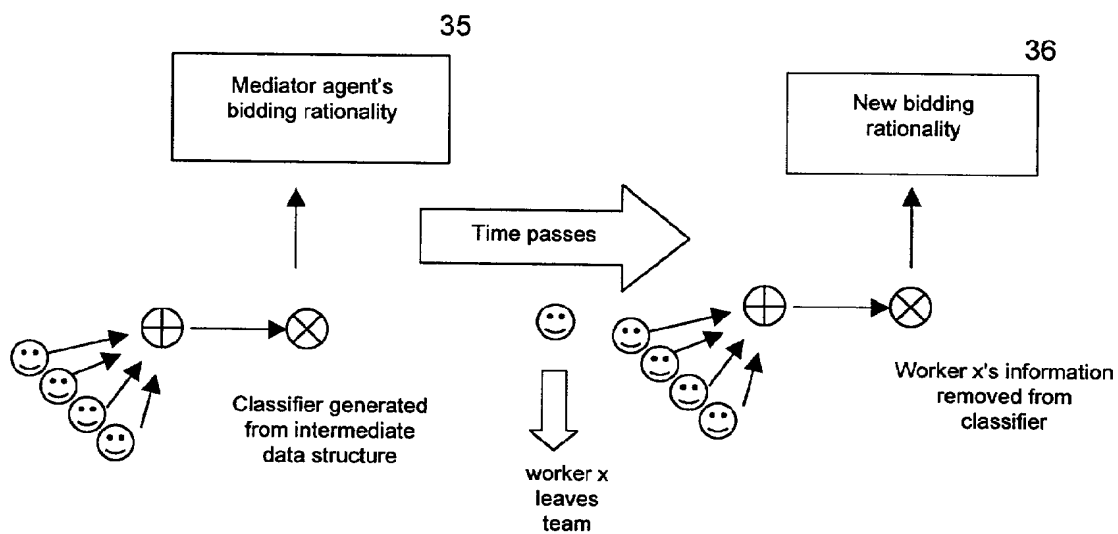 35
Mediator agent's
bidding rationality
36
New bidding
rationality
Time passes
Classifier generated
from intermediate
data structure
worker x
leaves
team
Worker x's information
removed from
classifier